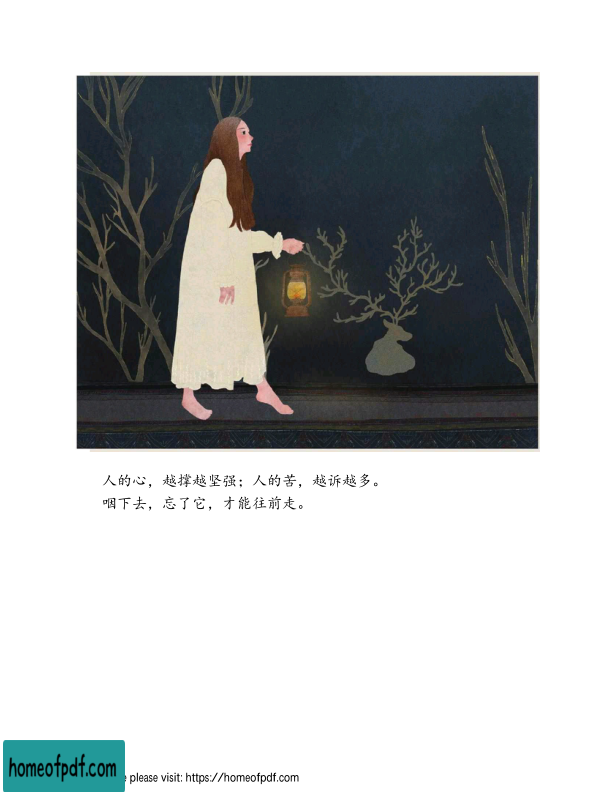 人的心，越撑越坚强；人的苦，越诉越多。
咽下去，忘了它，才能往前走。
homeofpdf.com
e please visit: https://homeofpdf.com